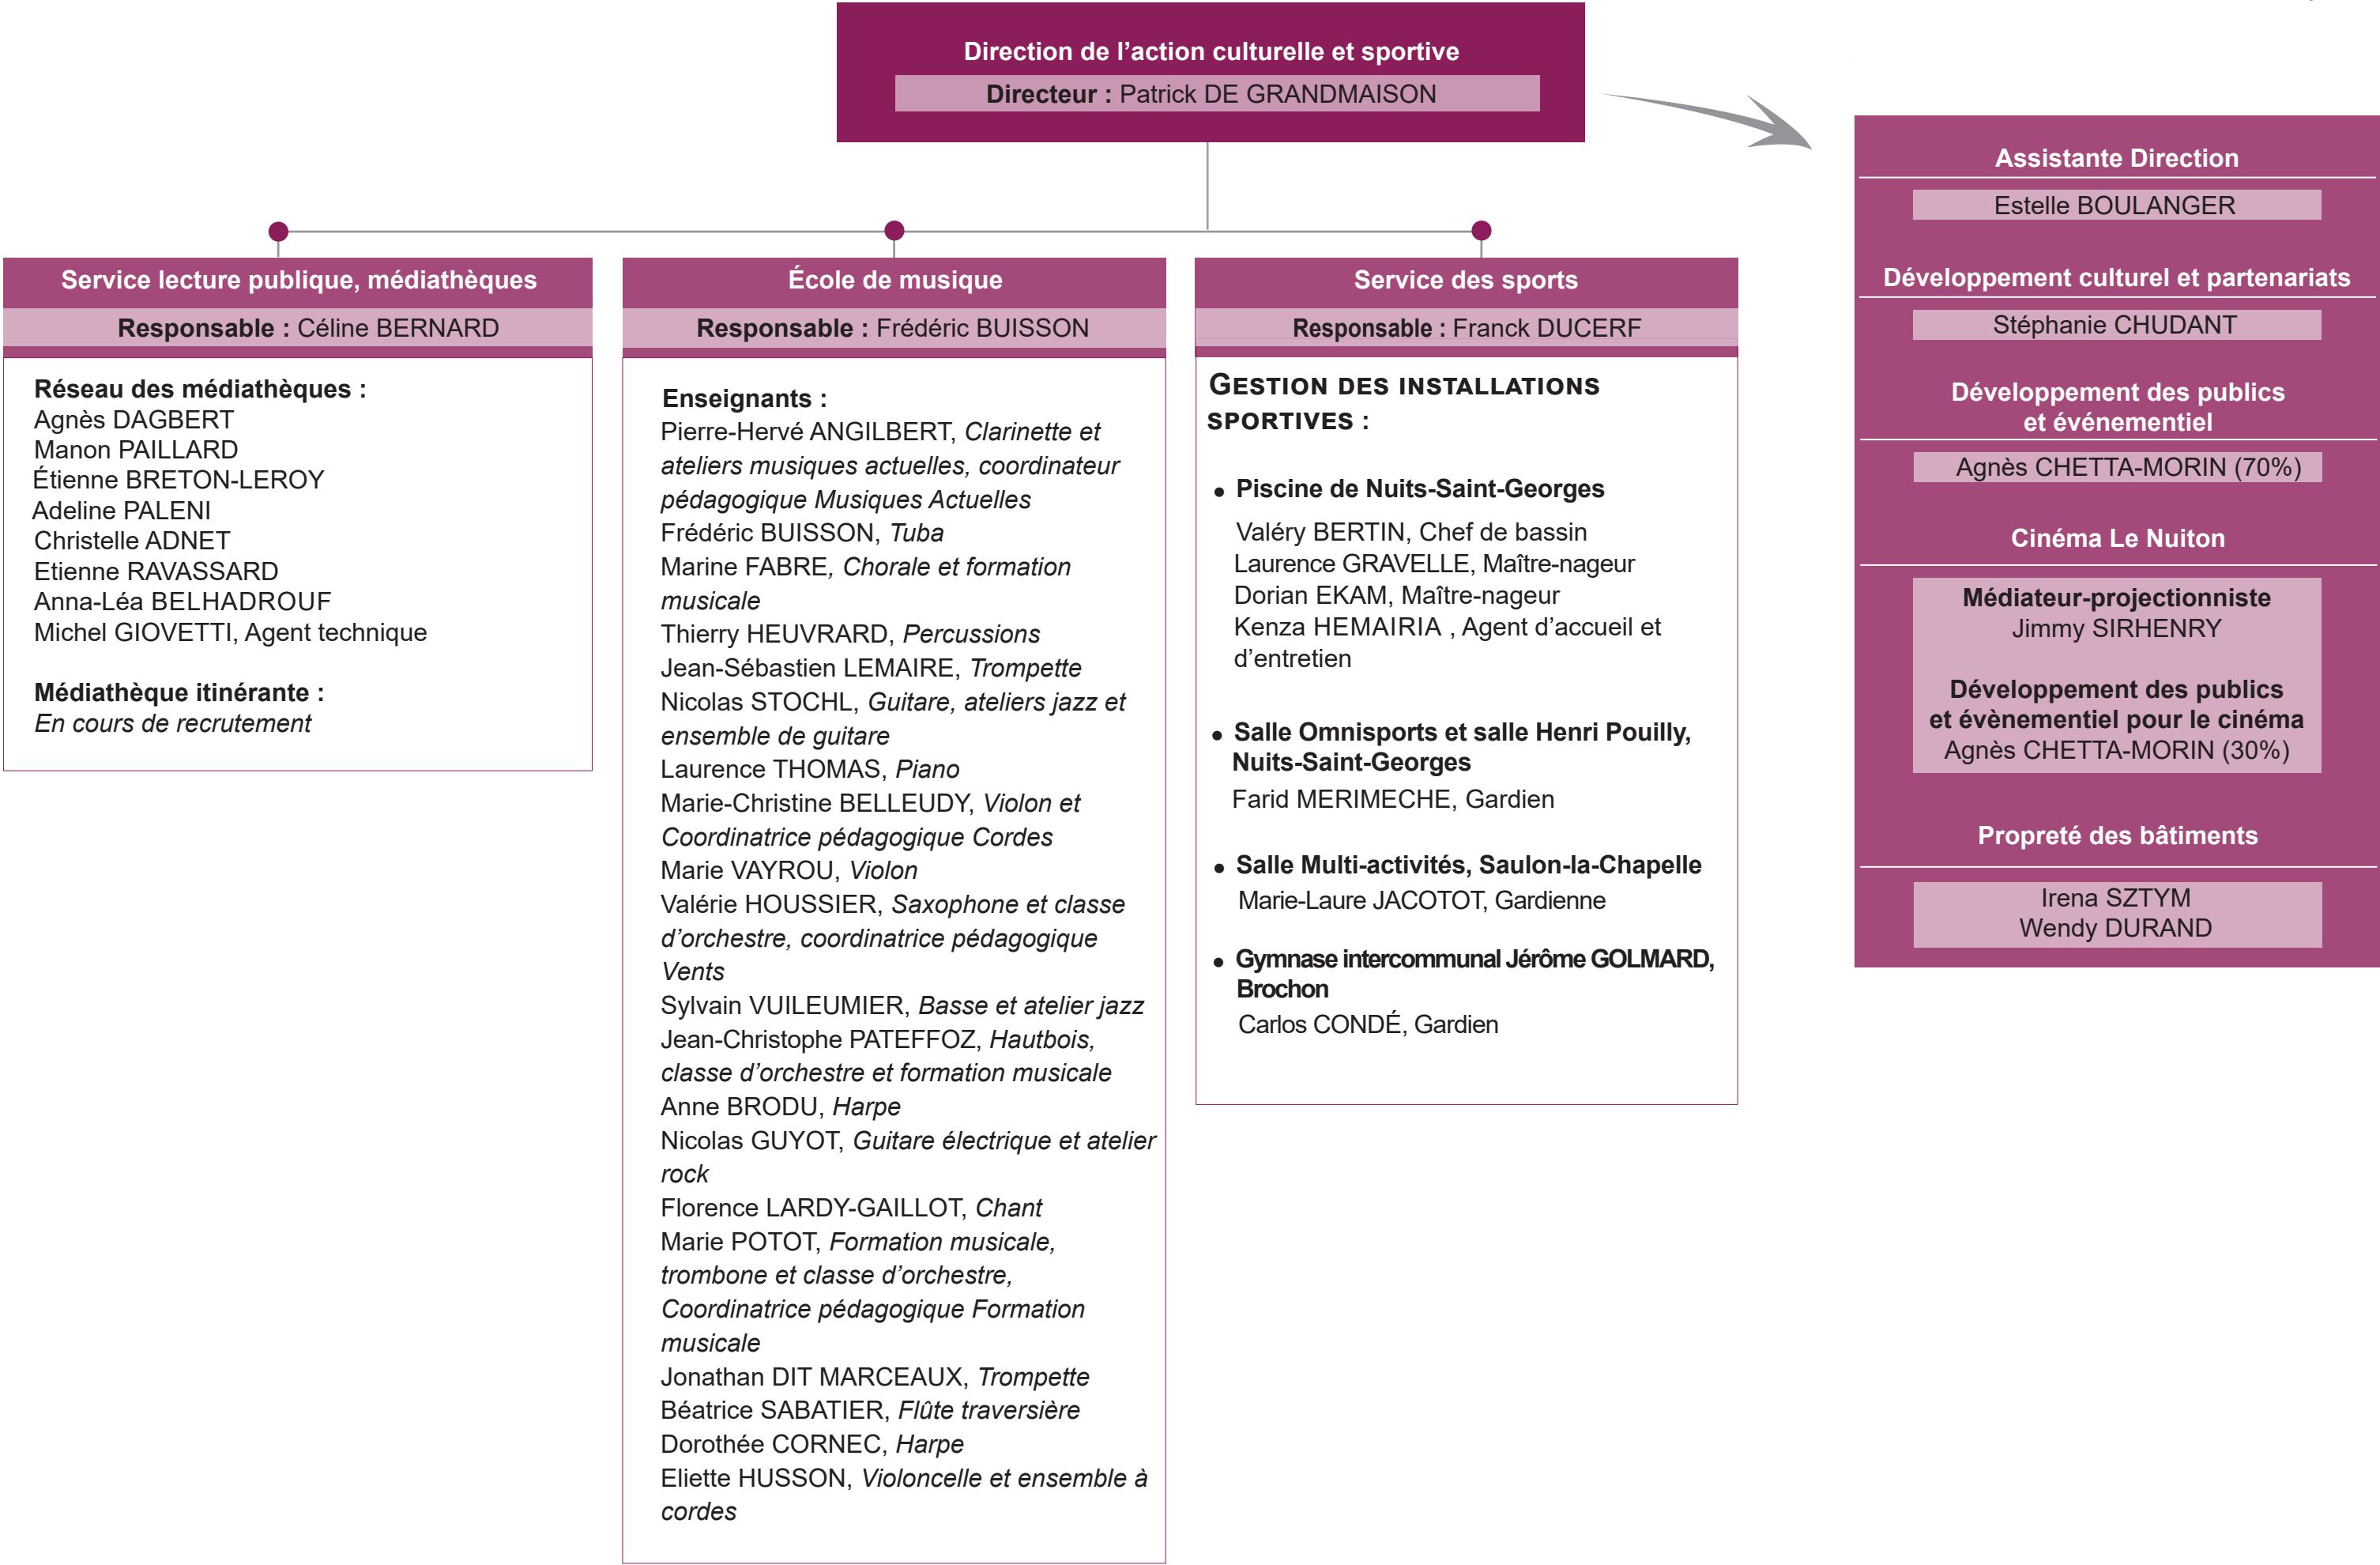 Direction de l’action culturelle et sportive
Directeur : Patrick DE GRANDMAISON
Service lecture publique, médiathèques
Responsable : Céline BERNARD
Réseau des médiathèques :
Agnès DAGBERT
Manon PAILLARD
Étienne BRETON-LEROY
Adeline PALENI
Christelle ADNET
Etienne RAVASSARD
Anna-Léa BELHADROUF
Michel GIOVETTI, Agent technique
Médiathèque itinérante :
En cours de recrutement
École de musique
Responsable : Frédéric BUISSON
Enseignants :
Pierre-Hervé ANGILBERT, Clarinette et
ateliers musiques actuelles, coordinateur
pédagogique Musiques Actuelles
Frédéric BUISSON, Tuba
Marine FABRE, Chorale et formation
musicale
Thierry HEUVRARD, Percussions
Jean-Sébastien LEMAIRE, Trompette
Nicolas STOCHL, Guitare, ateliers jazz et
ensemble de guitare
Laurence THOMAS, Piano
Marie-Christine BELLEUDY, Violon et
Coordinatrice pédagogique Cordes
Marie VAYROU, Violon
Valérie HOUSSIER, Saxophone et classe
d’orchestre, coordinatrice pédagogique
Vents
Sylvain VUILEUMIER, Basse et atelier jazz
Jean-Christophe PATEFFOZ, Hautbois,
classe d’orchestre et formation musicale
Anne BRODU, Harpe
Nicolas GUYOT, Guitare électrique et atelier
rock
Florence LARDY-GAILLOT, Chant
Marie POTOT, Formation musicale,
trombone et classe d’orchestre,
Coordinatrice pédagogique Formation
musicale
Jonathan DIT MARCEAUX, Trompette
Béatrice SABATIER, Flûte traversière
Dorothée CORNEC, Harpe
Eliette HUSSON, Violoncelle et ensemble à
cordes
Service des sports
Responsable : Franck DUCERF
GESTION DES INSTALLATIONS
SPORTIVES :
• Piscine de Nuits-Saint-Georges
Valéry BERTIN, Chef de bassin
Laurence GRAVELLE, Maître-nageur
Dorian EKAM, Maître-nageur
Kenza HEMAIRIA , Agent d’accueil et
d’entretien
• Salle Omnisports et salle Henri Pouilly,
Nuits-Saint-Georges
Farid MERIMECHE, Gardien
• Salle Multi-activités, Saulon-la-Chapelle
Marie-Laure JACOTOT, Gardienne
• Gymnase intercommunal Jérôme GOLMARD,
Brochon
Carlos CONDÉ, Gardien
Assistante Direction
Estelle BOULANGER
Développement culturel et partenariats
Stéphanie CHUDANT
Développement des publics
et événementiel
Agnès CHETTA-MORIN (70%)
Cinéma Le Nuiton
Médiateur-projectionniste
Jimmy SIRHENRY
Développement des publics
et évènementiel pour le cinéma
Agnès CHETTA-MORIN (30%)
Propreté des bâtiments
Irena SZTYM
Wendy DURAND